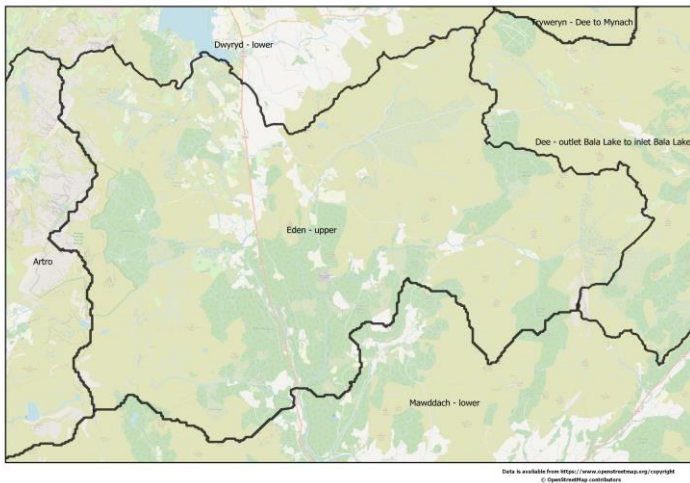 Tryweryn - Dee to Mynach
Dwyryd - lower
Dee - outlet Bala Lake to inlet Bala Lake
Eden - upper
Artro
Mawddach - lower
Data is available from https://www.openstreetmap.org/copyright
© OpenStreetMap contributors